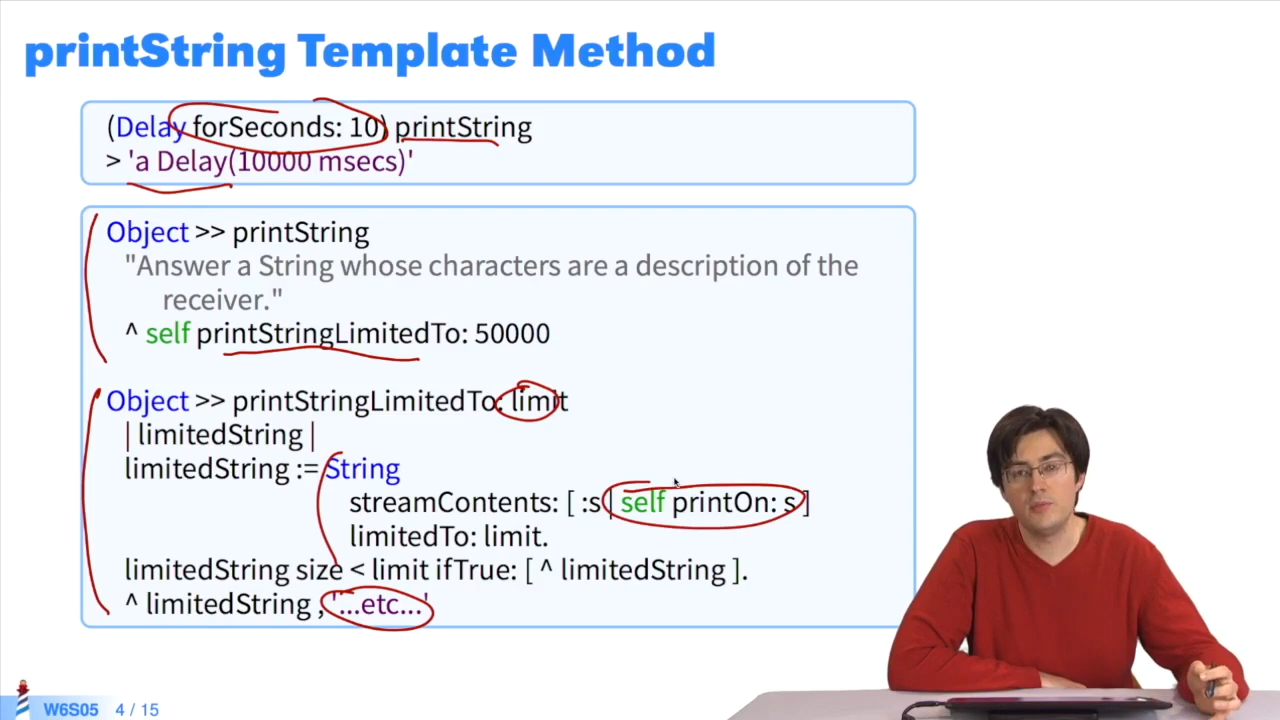 printString Template Method
(Delay forSeconds: 10) printString
> 'a Delay(10000 msecs)'
Object >> printString
"Answer a String whose characters are a description of the
receiver."
^ self printStringLimitedTo: 50000
Object >> printStringLimitedTo: limit
| limitedString |
limitedString := String
streamContents: [ :s | self printOn: s ]
limitedTo: limit.
limitedString size < limit ifTrue: [ ^ limitedString ].
^ limitedString , '...etc...'
W6S05 4 / 15